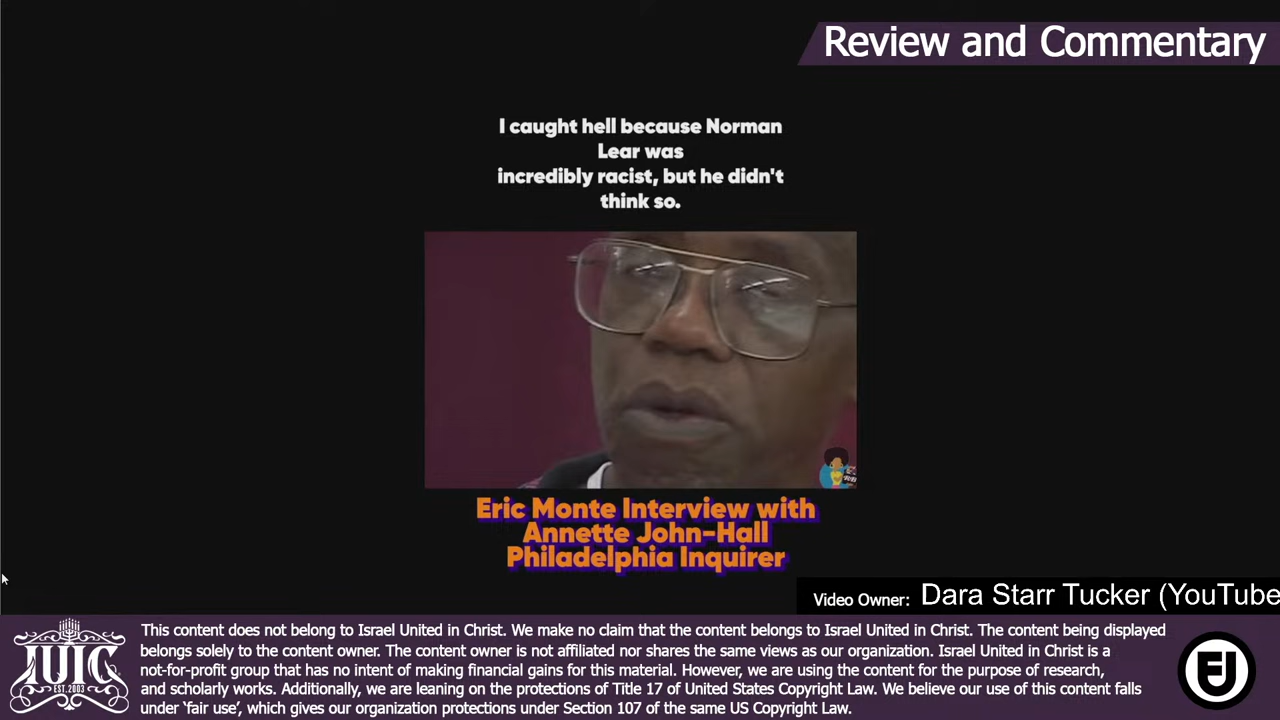 Review and Commentary
I caught hell because Norman
Lear was
incredibly racist, but he didn't
think so.
Eric Monte Interview with
Annette John-Hall
Philadelphia Inquirer
Video Owner: Dara Starr Tucker (YouTube
This content does not belong to Israel United in Christ. We make no claim that the content belongs to Israel United in Christ. The content being displayed
belongs solely to the content owner. The content owner is not affiliated nor shares the same views as our organization. Israel United in Christ is a
not-for-profit group that has no intent of making financial gains for this material. However, we are using the content for the purpose of research,
and scholarly works. Additionally, we are leaning on the protections of Title 17 of United States Copyright Law. We believe our use of this content falls
under ‘fair use’, which gives our organization protections under Section 107 of the same US Copyright Law.
IUIC
EST.2003